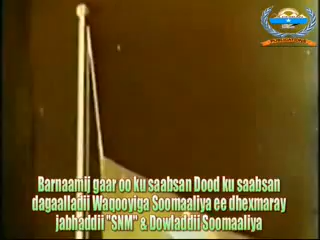 Barnaamij gaar oo ku saabsan Dood ku saabsan
dagaalladii Waqooyiga Soomaaliya ee dhexmaray
jabhaddii "SNM" & Dowladdii Soomaaliya